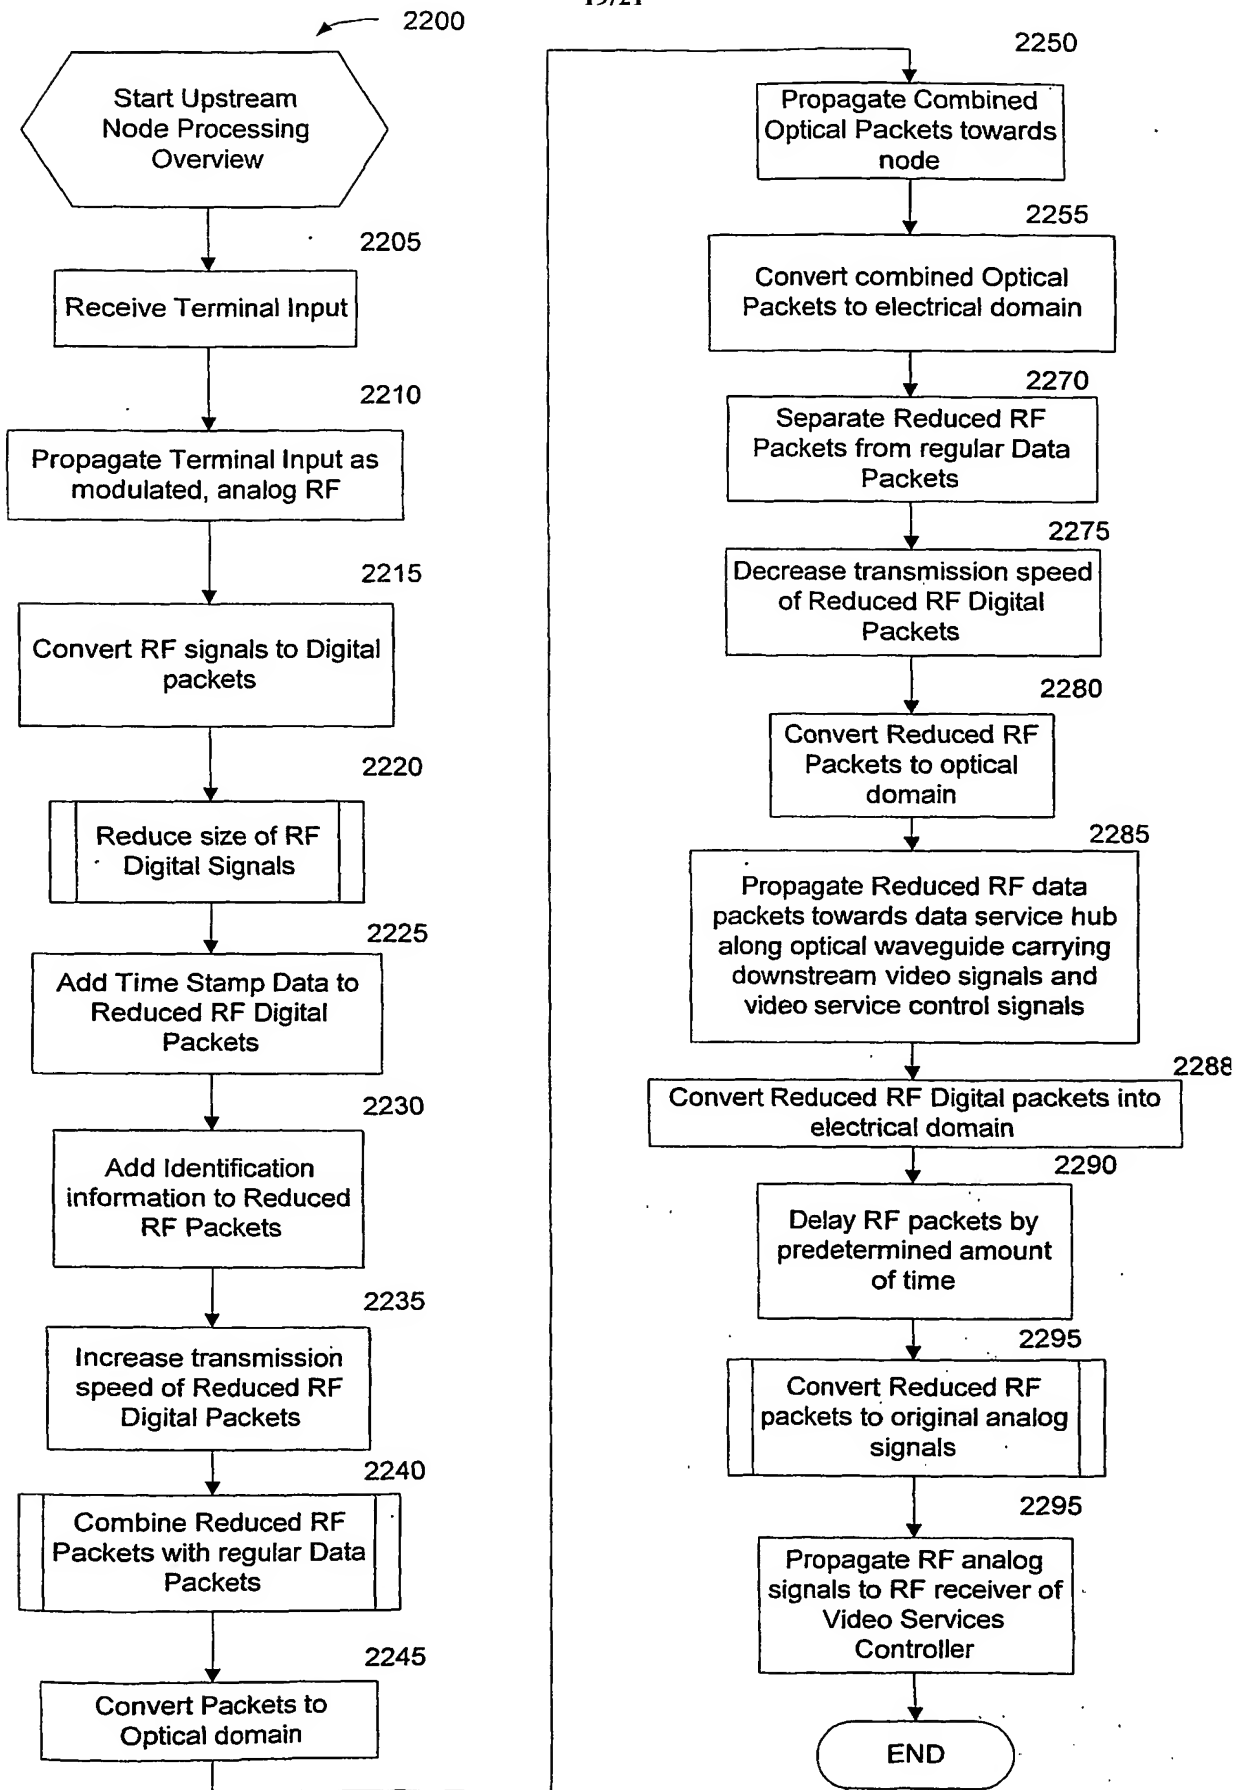 2200
Start Upstream
Node Processing
Overview
2205
Receive Terminal Input
2210
Propagate Terminal Input as
modulated, analog RF
2215
Convert RF signals to Digital
packets
2220
Reduce size of RF
Digital Signals
2225
Add Time Stamp Data to
Reduced RF Digital
Packets
2230
Add Identification
information to Reduced
RF Packets
2235
Increase transmission
speed of Reduced RF
Digital Packets
2240
Combine Reduced RF
Packets with regular Data
Packets
2245
Convert Packets to
Optical domain
2250
Propagate Combined
Optical Packets towards
node
2255
Convert combined Optical
Packets to electrical domain
2270
Separate Reduced RF
Packets from regular Data
Packets
2275
Decrease transmission speed
of Reduced RF Digital
Packets
2280
Convert Reduced RF
Packets to optical
domain
2285
Propagate Reduced RF data
packets towards data service hub
along optical waveguide carrying
downstream video signals and
video service control signals
2288
Convert Reduced RF Digital packets into
electrical domain
2290
Delay RF packets by
predetermined amount
of time
2295
Convert Reduced RF
packets to original analog
signals
2295
Propagate RF analog
signals to RF receiver of
Video Services
Controller
END